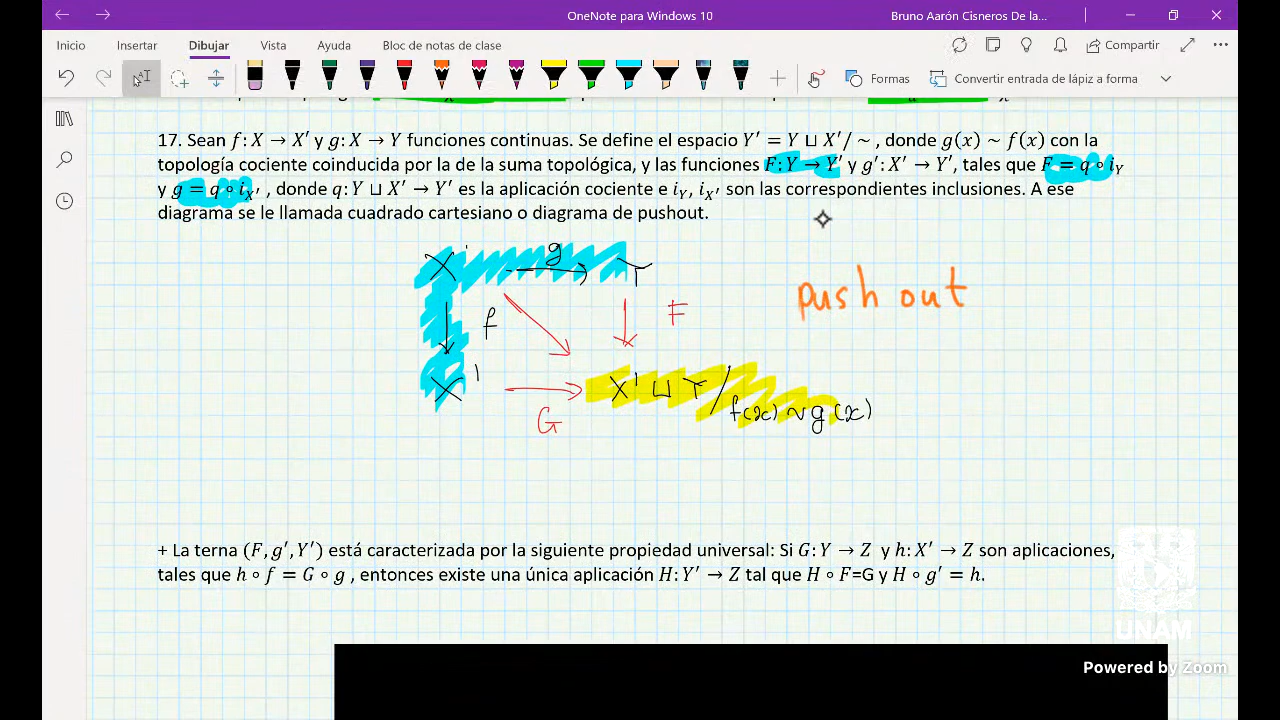 OneNote para Windows 10
Bruno Aarón Cisneros De la...
Inicio Insertar Dibujar Vista Ayuda Bloc de notas de clase Compartir
Formas Convertir entrada de lápiz a forma
17. Sean f: X → X′ y g: X → Y funciones continuas. Se define el espacio Y′ = Y ⊔ X′/ ~, donde g(x) ~ f(x) con la
topología cociente coinducida por la de la suma topológica, y las funciones F: Y → Y′ y g′: X′ → Y′, tales que F = q ∘ i_Y
y g = q ∘ i_X′ , donde q: Y ⊔ X′ → Y′ es la aplicación cociente e i_Y, i_X′ son las correspondientes inclusiones. A ese
diagrama se le llamada cuadrado cartesiano o diagrama de pushout.
X g Y
push out
f F
X' X' ⊔ Y / f(x) ~ g(x)
G
+ La terna (F, g′, Y′) está caracterizada por la siguiente propiedad universal: Si G: Y → Z y h: X′ → Z son aplicaciones,
tales que h ∘ f = G ∘ g , entonces existe una única aplicación H: Y′ → Z tal que H ∘ F=G y H ∘ g′ = h.
UNAM
Powered by Zoom